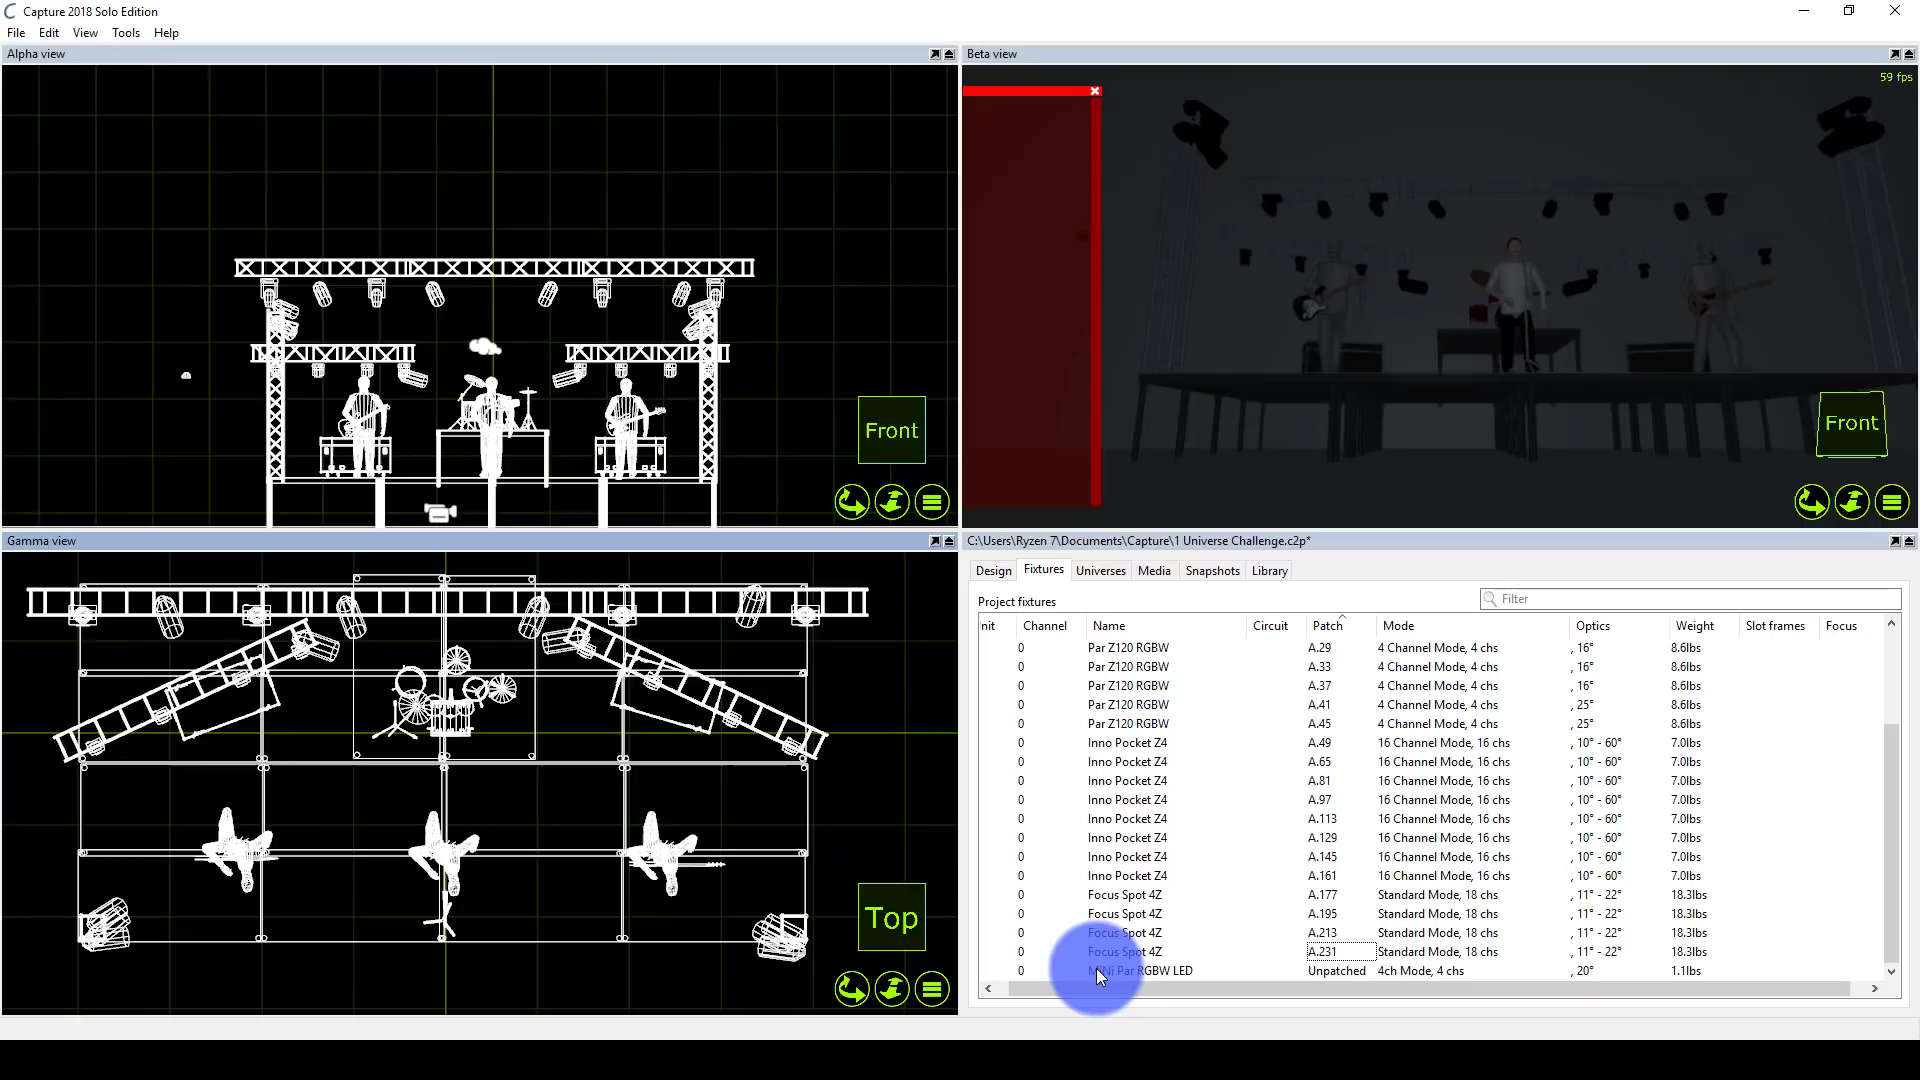 Capture 2018 Solo Edition
File Edit View Tools Help
Alpha view
Beta view
59 fps
Front
Front
Gamma view
C:\Users\Ryzen 7\Documents\Capture\1 Universe Challenge.c2p*
Design Fixtures Universes Media Snapshots Library
Project fixtures
Filter
nit Channel Name Circuit Patch Mode Optics Weight Slot frames Focus
0 Par Z120 RGBW A.29 4 Channel Mode, 4 chs , 16° 8.6lbs
0 Par Z120 RGBW A.33 4 Channel Mode, 4 chs , 16° 8.6lbs
0 Par Z120 RGBW A.37 4 Channel Mode, 4 chs , 16° 8.6lbs
0 Par Z120 RGBW A.41 4 Channel Mode, 4 chs , 25° 8.6lbs
0 Par Z120 RGBW A.45 4 Channel Mode, 4 chs , 25° 8.6lbs
0 Inno Pocket Z4 A.49 16 Channel Mode, 16 chs , 10° - 60° 7.0lbs
0 Inno Pocket Z4 A.65 16 Channel Mode, 16 chs , 10° - 60° 7.0lbs
0 Inno Pocket Z4 A.81 16 Channel Mode, 16 chs , 10° - 60° 7.0lbs
0 Inno Pocket Z4 A.97 16 Channel Mode, 16 chs , 10° - 60° 7.0lbs
0 Inno Pocket Z4 A.113 16 Channel Mode, 16 chs , 10° - 60° 7.0lbs
0 Inno Pocket Z4 A.129 16 Channel Mode, 16 chs , 10° - 60° 7.0lbs
0 Inno Pocket Z4 A.145 16 Channel Mode, 16 chs , 10° - 60° 7.0lbs
0 Inno Pocket Z4 A.161 16 Channel Mode, 16 chs , 10° - 60° 7.0lbs
0 Focus Spot 4Z A.177 Standard Mode, 18 chs , 11° - 22° 18.3lbs
0 Focus Spot 4Z A.195 Standard Mode, 18 chs , 11° - 22° 18.3lbs
0 Focus Spot 4Z A.213 Standard Mode, 18 chs , 11° - 22° 18.3lbs
0 Focus Spot 4Z A.231 Standard Mode, 18 chs , 11° - 22° 18.3lbs
0 MiNi Par RGBW LED Unpatched 4ch Mode, 4 chs , 20° 1.1lbs
Top